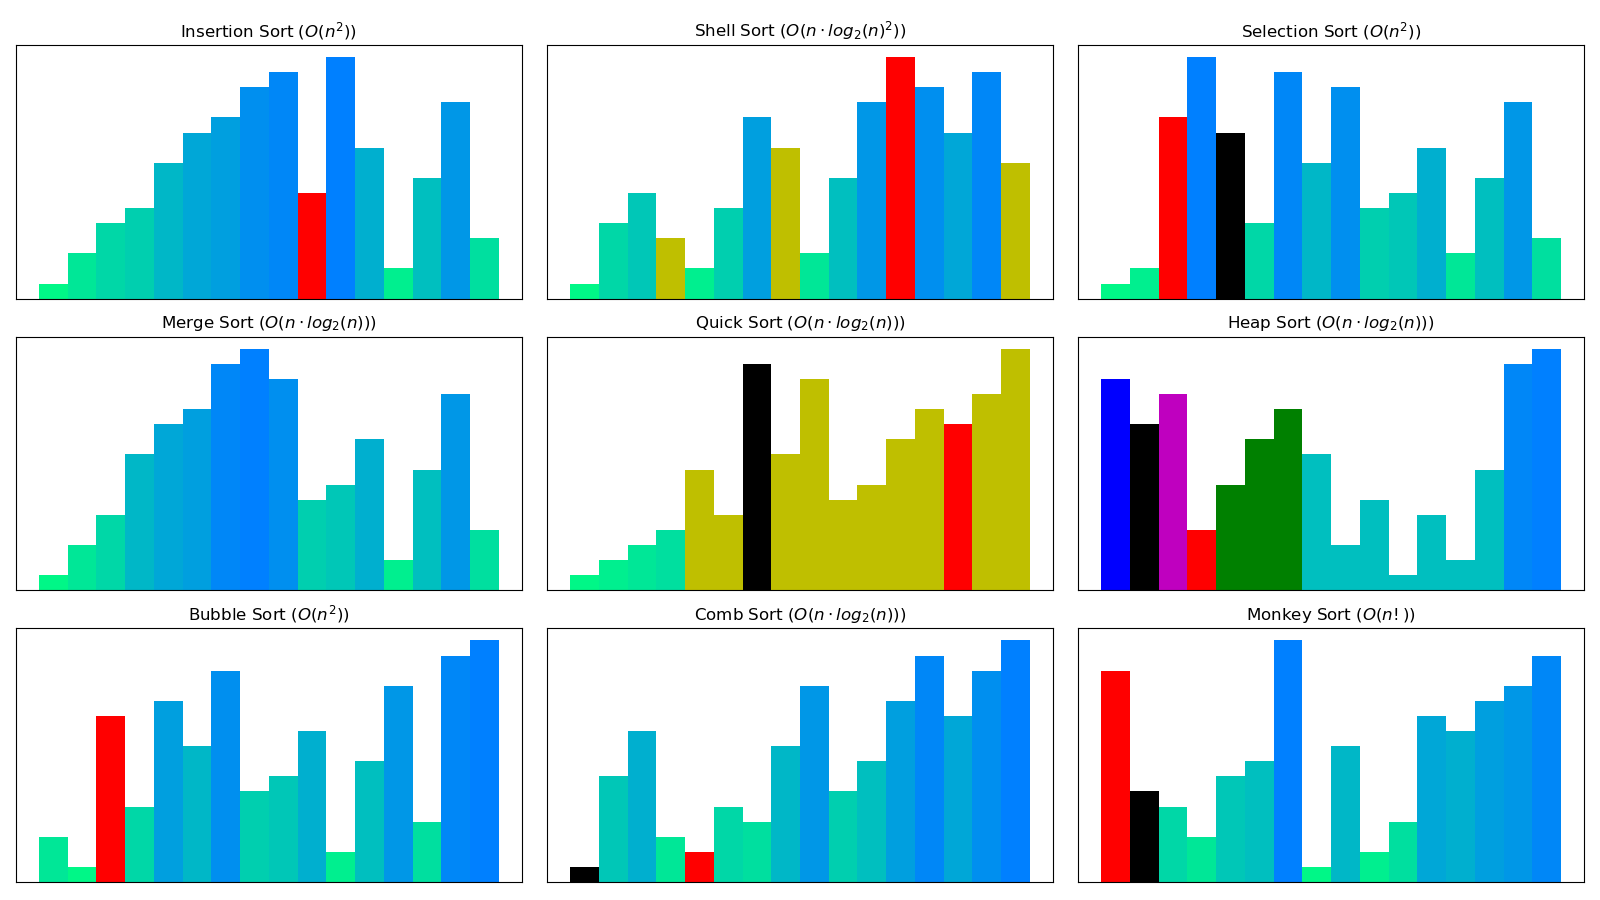 Insertion Sort (O(n²))
Shell Sort (O(n · log₂(n)²))
Selection Sort (O(n²))
Merge Sort (O(n · log₂(n)))
Quick Sort (O(n · log₂(n)))
Heap Sort (O(n · log₂(n)))
Bubble Sort (O(n²))
Comb Sort (O(n · log₂(n)))
Monkey Sort (O(n!))